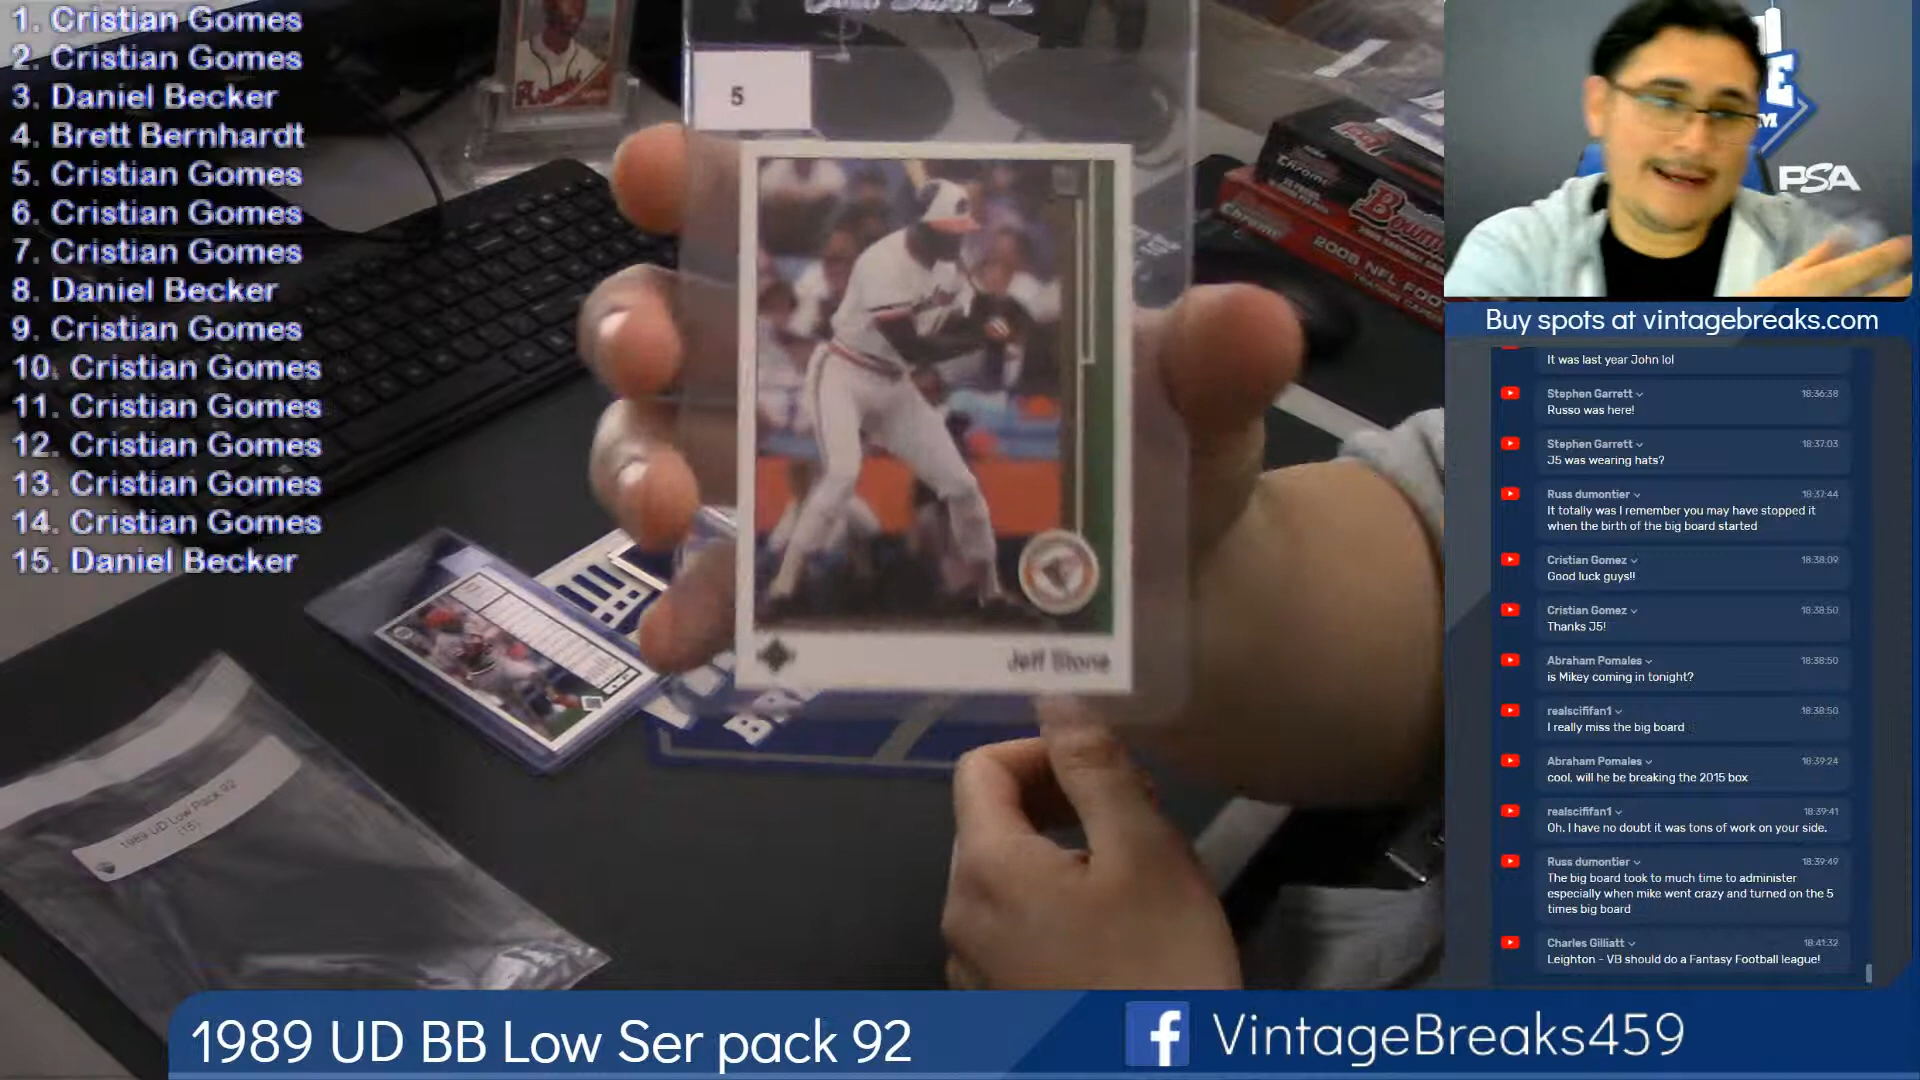 1. Cristian Gomes
2. Cristian Gomes
3. Daniel Becker
4. Brett Bernhardt
5. Cristian Gomes
6. Cristian Gomes
7. Cristian Gomes
8. Daniel Becker
9. Cristian Gomes
10. Cristian Gomes
11. Cristian Gomes
12. Cristian Gomes
13. Cristian Gomes
14. Cristian Gomes
15. Daniel Becker
5
Jeff Stone
Chrome
2008 NFL FOO
1989 UD Low Pack 92
(15)
PSA
Buy spots at vintagebreaks.com
It was last year John lol
Stephen Garrett 18:36:38
Russo was here!
Stephen Garrett 18:37:03
J5 was wearing hats?
Russ dumontier 18:37:44
It totally was I remember you may have stopped it
when the birth of the big board started
Cristian Gomez 18:38:09
Good luck guys!!
Cristian Gomez 18:38:50
Thanks J5!
Abraham Pomales 18:38:50
is Mikey coming in tonight?
realscififan1 18:38:50
I really miss the big board
Abraham Pomales 18:39:24
cool, will he be breaking the 2015 box
realscififan1 18:39:41
Oh. I have no doubt it was tons of work on your side.
Russ dumontier 18:39:49
The big board took to much time to administer
especially when mike went crazy and turned on the 5
times big board
Charles Gilliatt 18:41:32
Leighton - VB should do a Fantasy Football league!
1989 UD BB Low Ser pack 92
f VintageBreaks459